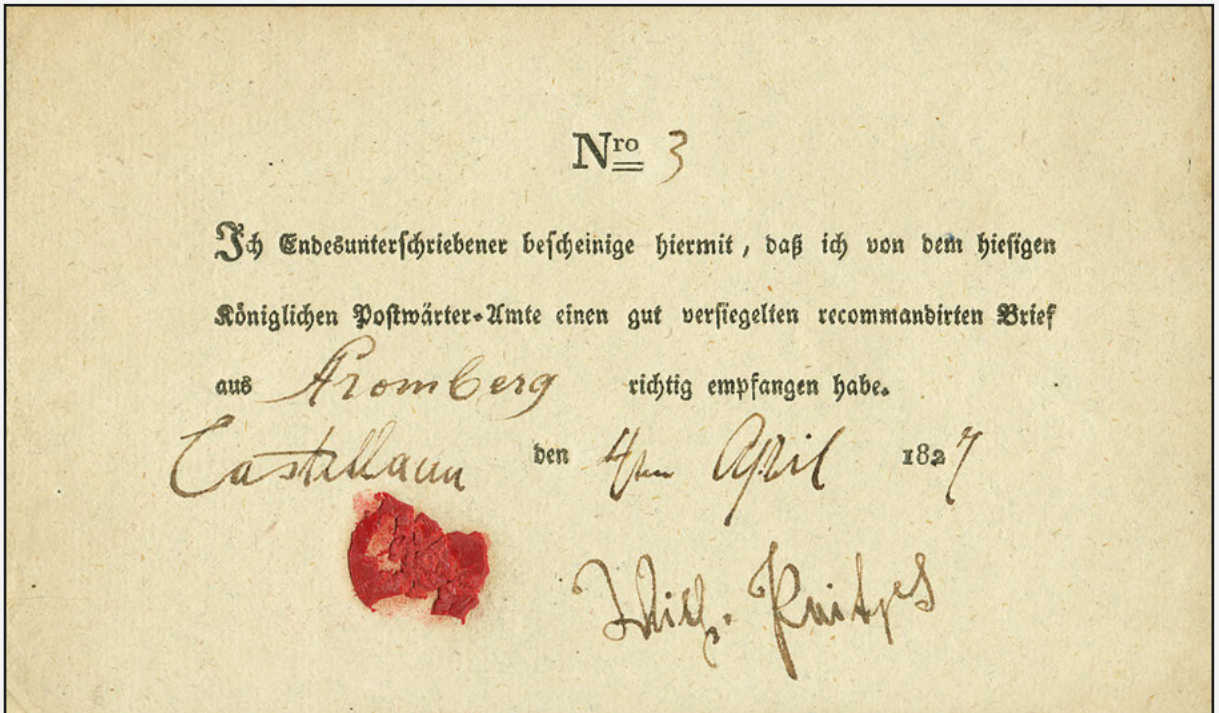 Nro 3
Ich Endesunterschriebener bescheinige hiermit, daß ich von dem hiesigen
Königlichen Postwärter-Amte einen gut versiegelten recommandirten Brief
aus richtig empfangen habe.
Castellaun den 4ten April 1827
Wilh.